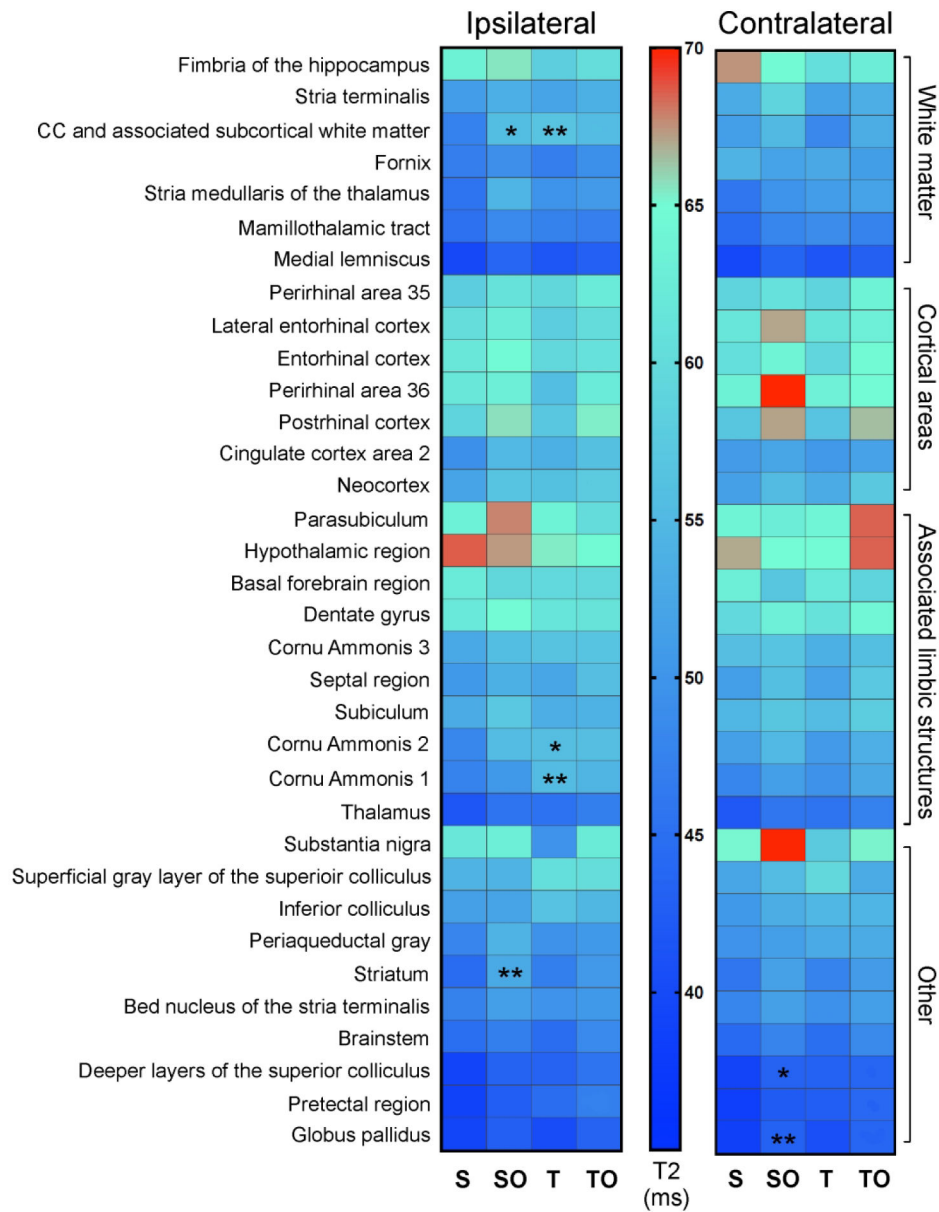 Ipsilateral
Contralateral
Fimbria of the hippocampus
Stria terminalis
CC and associated subcortical white matter
* **
Fornix
Stria medullaris of the thalamus
Mamillothalamic tract
Medial lemniscus
Perirhinal area 35
Lateral entorhinal cortex
Entorhinal cortex
Perirhinal area 36
Postrhinal cortex
Cingulate cortex area 2
Neocortex
Parasubiculum
Hypothalamic region
Basal forebrain region
Dentate gyrus
Cornu Ammonis 3
Septal region
Subiculum
Cornu Ammonis 2
*
Cornu Ammonis 1
**
Thalamus
Substantia nigra
Superficial gray layer of the superioir colliculus
Inferior colliculus
Periaqueductal gray
Striatum
**
Bed nucleus of the stria terminalis
Brainstem
Deeper layers of the superior colliculus
Pretectal region
Globus pallidus
S SO T TO
70
65
60
55
50
45
40
T2
(ms)
*
**
S SO T TO
White matter
Cortical areas
Associated limbic structures
Other